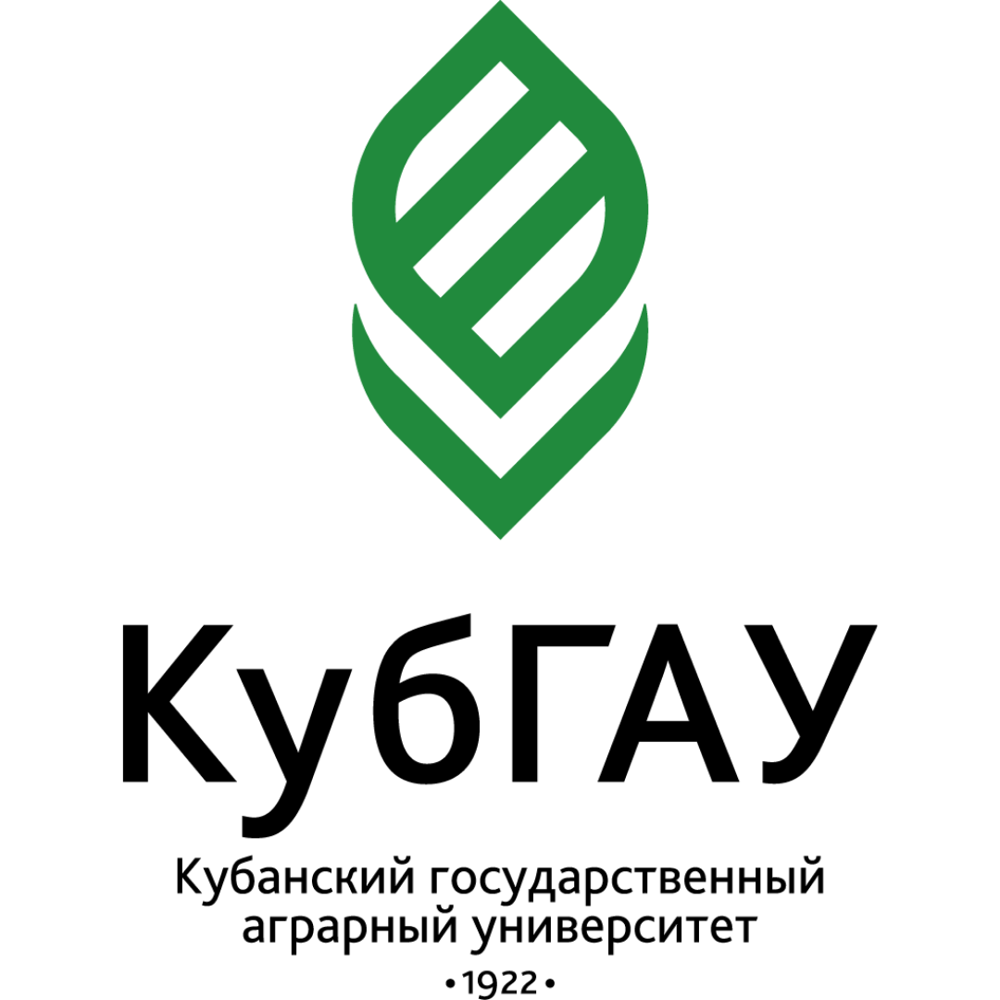 КубГАУ
Кубанский государственный
аграрный университет
•1922•